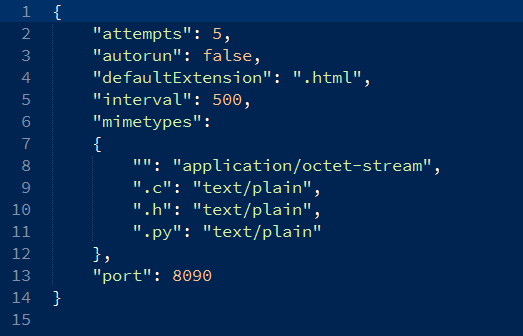 1 {
2     "attempts": 5,
3     "autorun": false,
4     "defaultExtension": ".html",
5     "interval": 500,
6     "mimetypes":
7     {
8         "": "application/octet-stream",
9         ".c": "text/plain",
10         ".h": "text/plain",
11         ".py": "text/plain"
12     },
13     "port": 8090
14 }
15